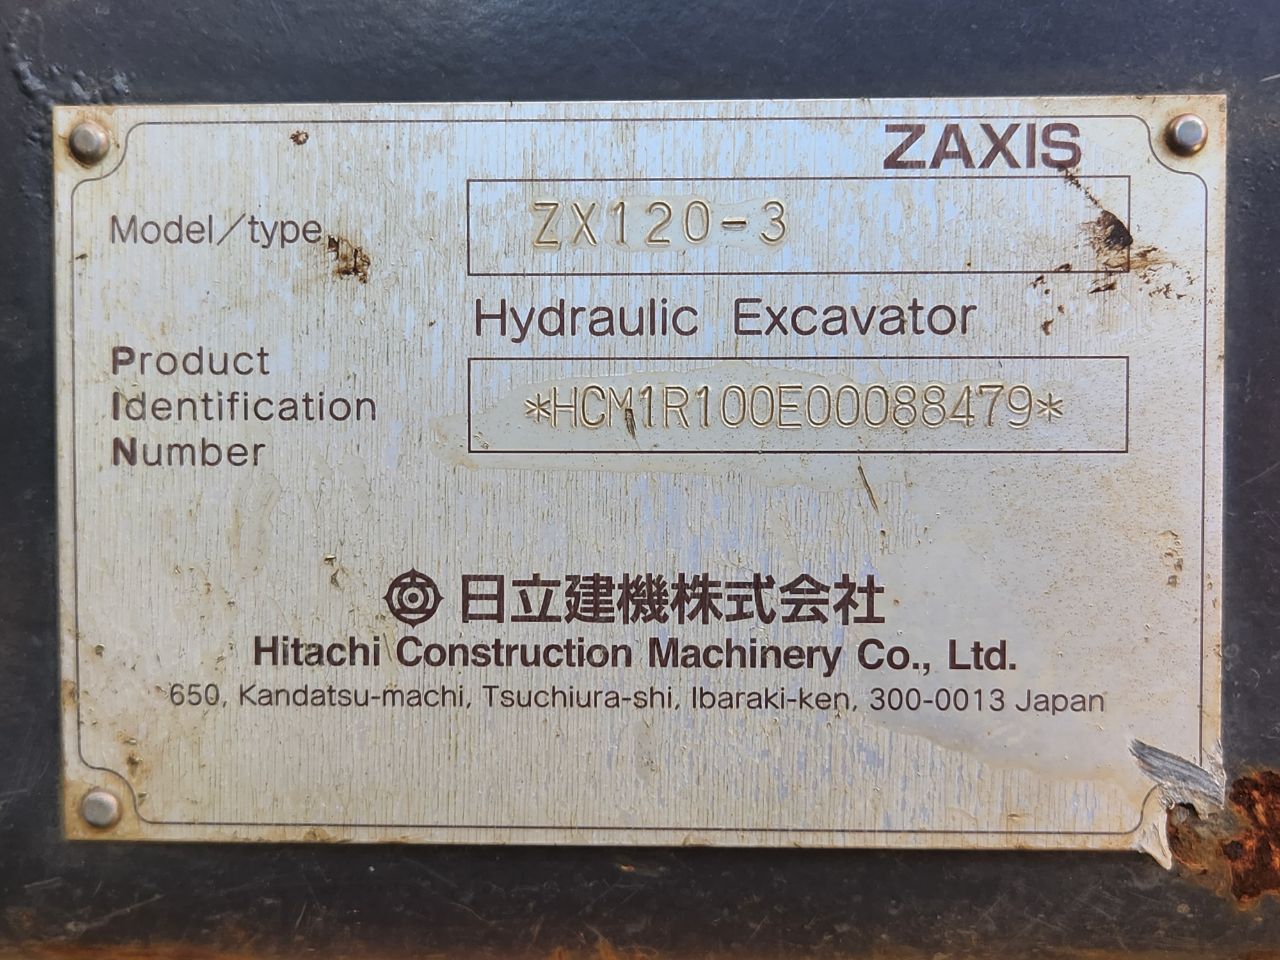 ZAXIS
Model/type
ZX120-3
Hydraulic Excavator
Product
Identification
Number
*HCM1R100E00088479*
日立建機株式会社
Hitachi Construction Machinery Co., Ltd.
650, Kandatsu-machi, Tsuchiura-shi, Ibaraki-ken, 300-0013 Japan